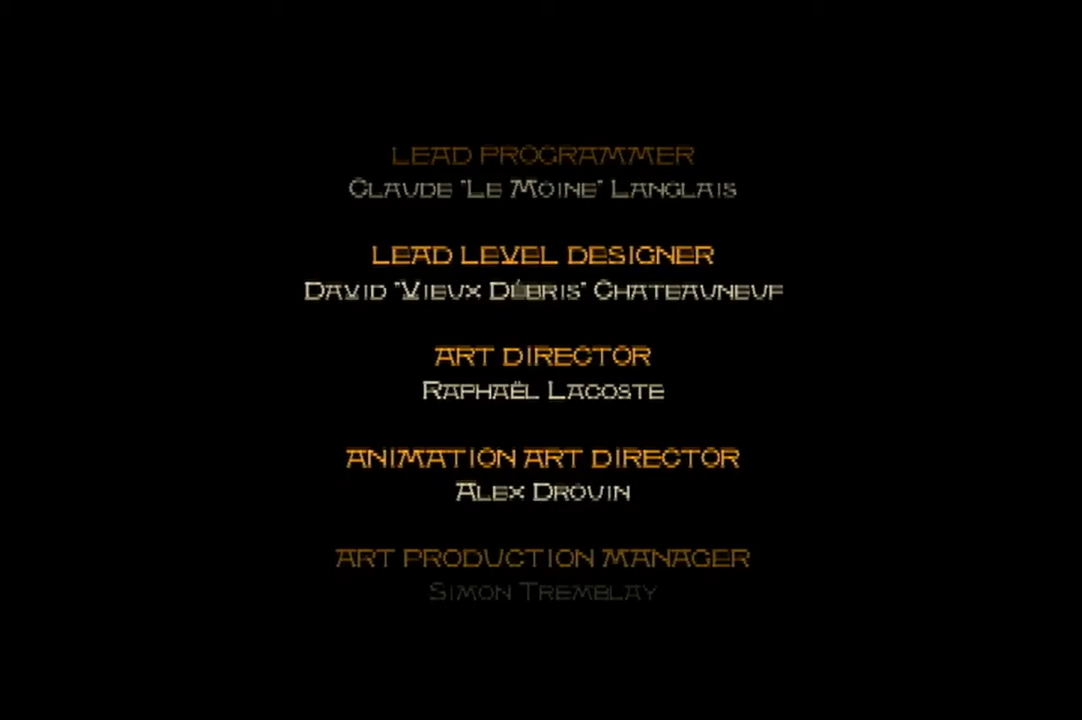 LEAD PROGRAMMER
CLAUDE "LE MOINE" LANGLAIS
LEAD LEVEL DESIGNER
DAVID "VIEUX DÉBRIS" CHATEAUNEUF
ART DIRECTOR
RAPHAËL LACOSTE
ANIMATION ART DIRECTOR
ALEX DROUIN
ART PRODUCTION MANAGER
SIMON TREMBLAY